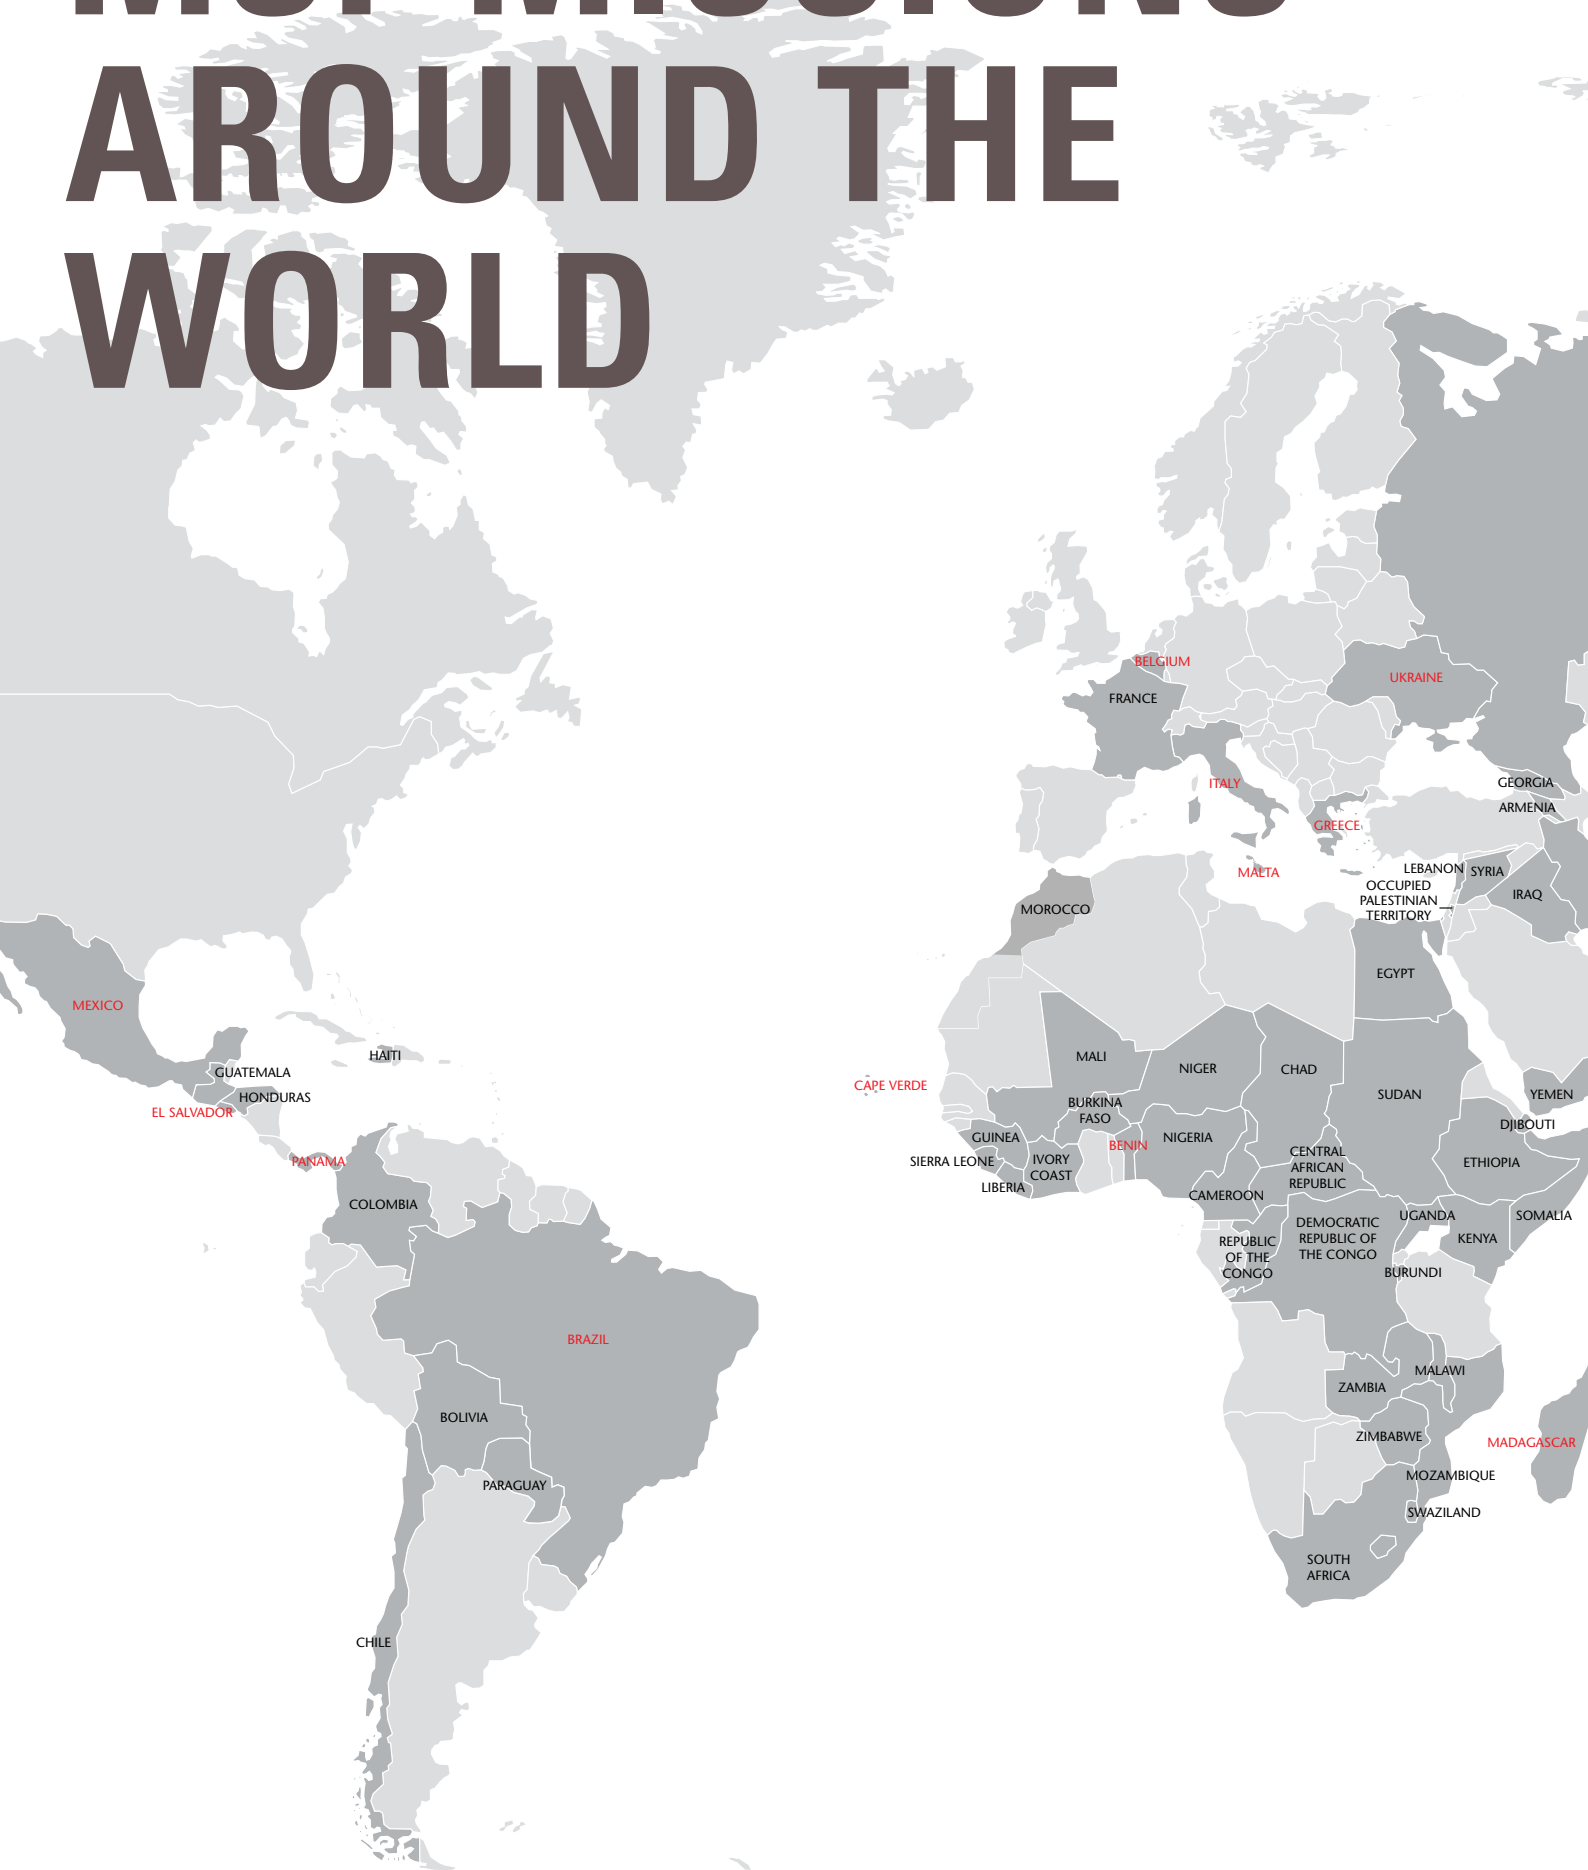 MSF MISSIONS
AROUND THE
WORLD
BELGIUM
UKRAINE
FRANCE
ITALY
GEORGIA
ARMENIA
GREECE
MALTA
LEBANON
SYRIA
OCCUPIED
PALESTINIAN
TERRITORY
IRAQ
MOROCCO
EGYPT
MEXICO
HAITI
GUATEMALA
HONDURAS
EL SALVADOR
PANAMA
COLOMBIA
CAPE VERDE
MALI
NIGER
CHAD
SUDAN
YEMEN
BURKINA
FASO
DJIBOUTI
GUINEA
BENIN
NIGERIA
SIERRA LEONE
IVORY
COAST
CENTRAL
AFRICAN
REPUBLIC
ETHIOPIA
LIBERIA
CAMEROON
UGANDA
SOMALIA
DEMOCRATIC
REPUBLIC OF
THE CONGO
KENYA
REPUBLIC
OF THE
CONGO
BURUNDI
BRAZIL
MALAWI
ZAMBIA
BOLIVIA
ZIMBABWE
MADAGASCAR
PARAGUAY
MOZAMBIQUE
SWAZILAND
SOUTH
AFRICA
CHILE